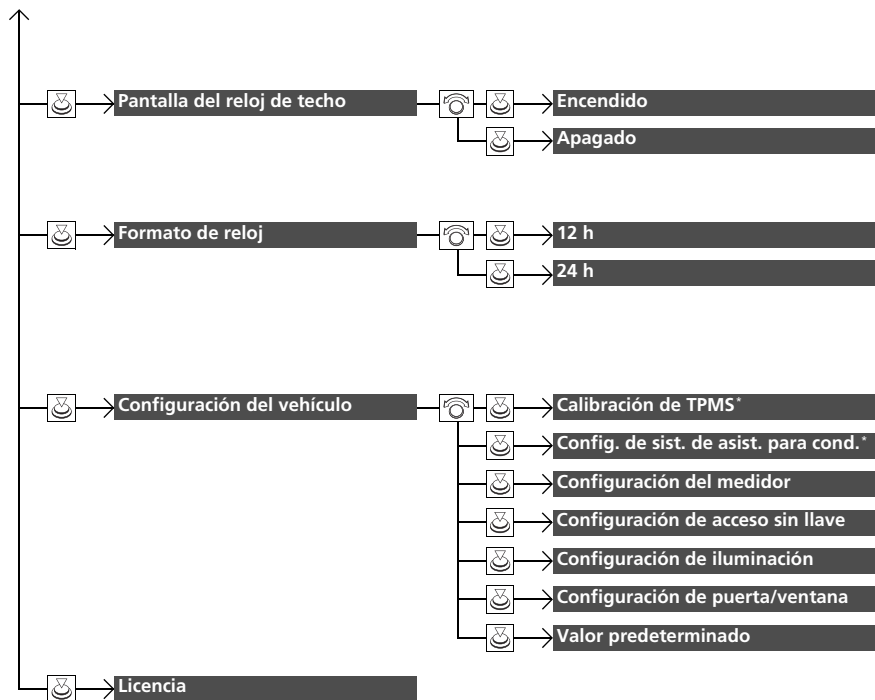 Pantalla del reloj de techo
Encendido
Apagado
Formato de reloj
12 h
24 h
Configuración del vehículo
Calibración de TPMS*
Config. de sist. de asist. para cond.*
Configuración del medidor
Configuración de acceso sin llave
Configuración de iluminación
Configuración de puerta/ventana
Valor predeterminado
Licencia